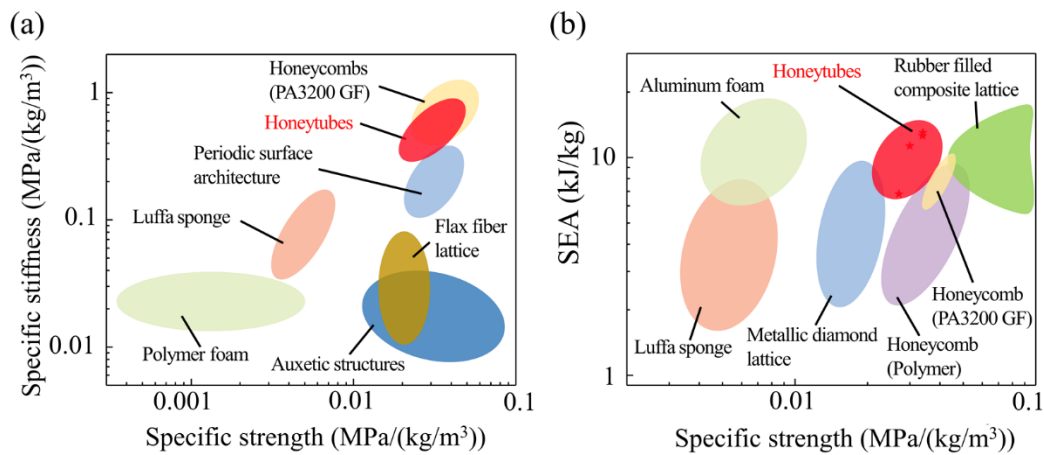 (a)
Specific stiffness (MPa/(kg/m³))
1
0.1
0.01
Honeycombs
(PA3200 GF)
Honeytubes
Periodic surface
architecture
Luffa sponge
Flax fiber
lattice
Polymer foam
Auxetic structures
0.001
0.01
0.1
Specific strength (MPa/(kg/m³))
(b)
SEA (kJ/kg)
10
1
Aluminum foam
Honeytubes
Rubber filled
composite lattice
Luffa sponge
Metallic diamond
lattice
Honeycomb
(PA3200 GF)
Honeycomb
(Polymer)
0.01
0.1
Specific strength (MPa/(kg/m³))